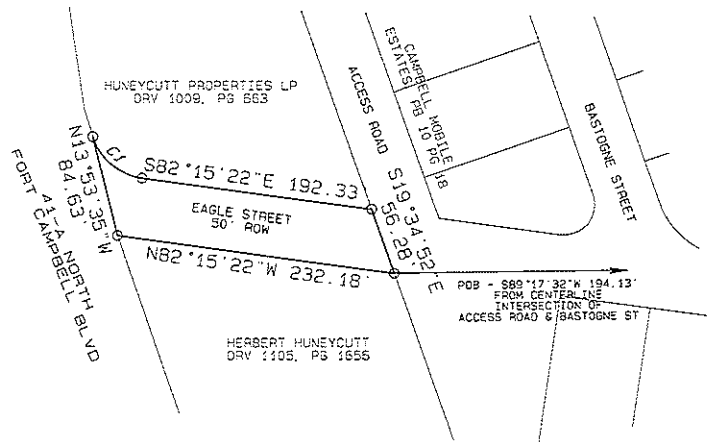 HUNEYCUTT PROPERTIES LP
ORV 1009, PG 663
ACCESS ROAD
CAMPBELL MOBILE
ESTATES PB 10 PG 18
BASTOGNE STREET
C1
N13°53'35"W
84.63'
S82°15'22"E 192.33'
S19°34'52"E
56.28'
EAGLE STREET
50' ROW
N82°15'22"W 232.18'
41-A NORTH
FORT CAMPBELL BLVD
POB - S89°17'32"W 194.13'
FROM CENTERLINE
INTERSECTION OF
ACCESS ROAD & BASTOGNE ST
HERBERT HUNEYCUTT
ORV 1105, PG 1656